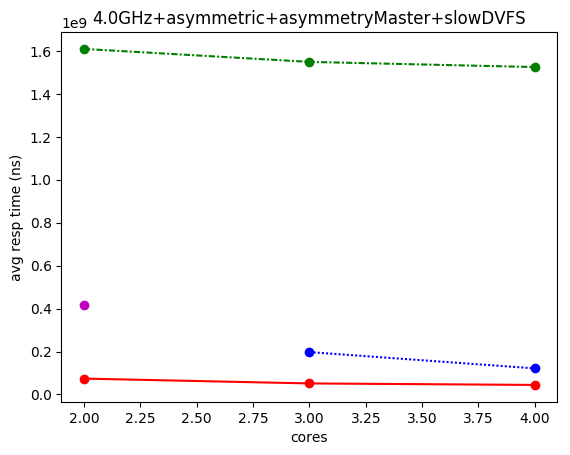 4.0GHz+asymmetric+asymmetryMaster+slowDVFS
1e9
1.6
1.4
1.2
1.0
0.8
0.6
0.4
0.2
0.0
avg resp time (ns)
2.00 2.25 2.50 2.75 3.00 3.25 3.50 3.75 4.00
cores